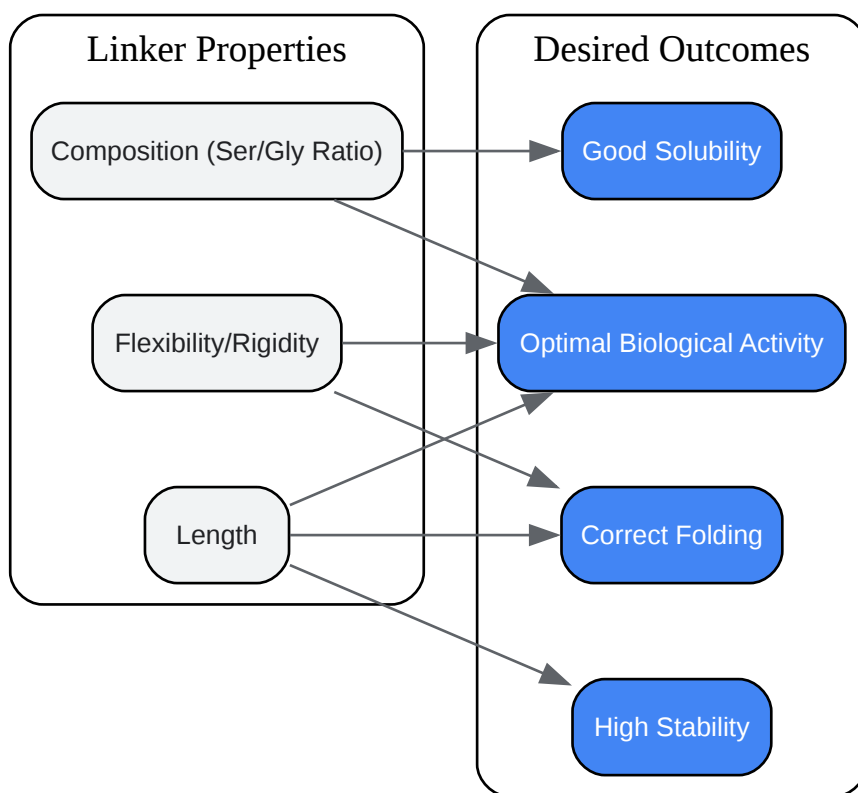 Linker Properties
Composition (Ser/Gly Ratio)
Flexibility/Rigidity
Length
Desired Outcomes
Good Solubility
Optimal Biological Activity
Correct Folding
High Stability